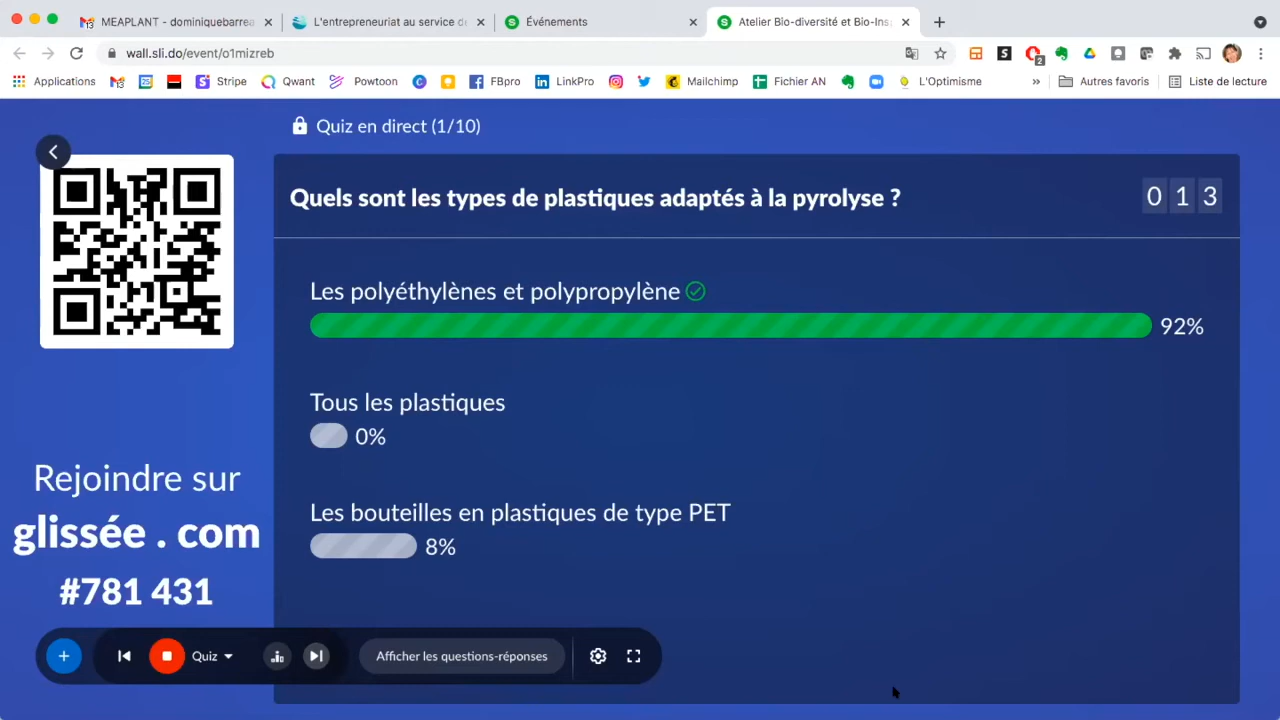 MEAPLANT - dominiquebarrea
L'entrepreneuriat au service de
Événements
Atelier Bio-diversité et Bio-Ins
wall.sli.do/event/o1mizreb
Applications
Stripe
Qwant
Powtoon
FBpro
LinkPro
Mailchimp
Fichier AN
L'Optimisme
»
Autres favoris
Liste de lecture
Quiz en direct (1/10)
Quels sont les types de plastiques adaptés à la pyrolyse ?
013
Les polyéthylènes et polypropylène
92%
Tous les plastiques
0%
Les bouteilles en plastiques de type PET
8%
Rejoindre sur
glissée . com
#781 431
Quiz
Afficher les questions-réponses